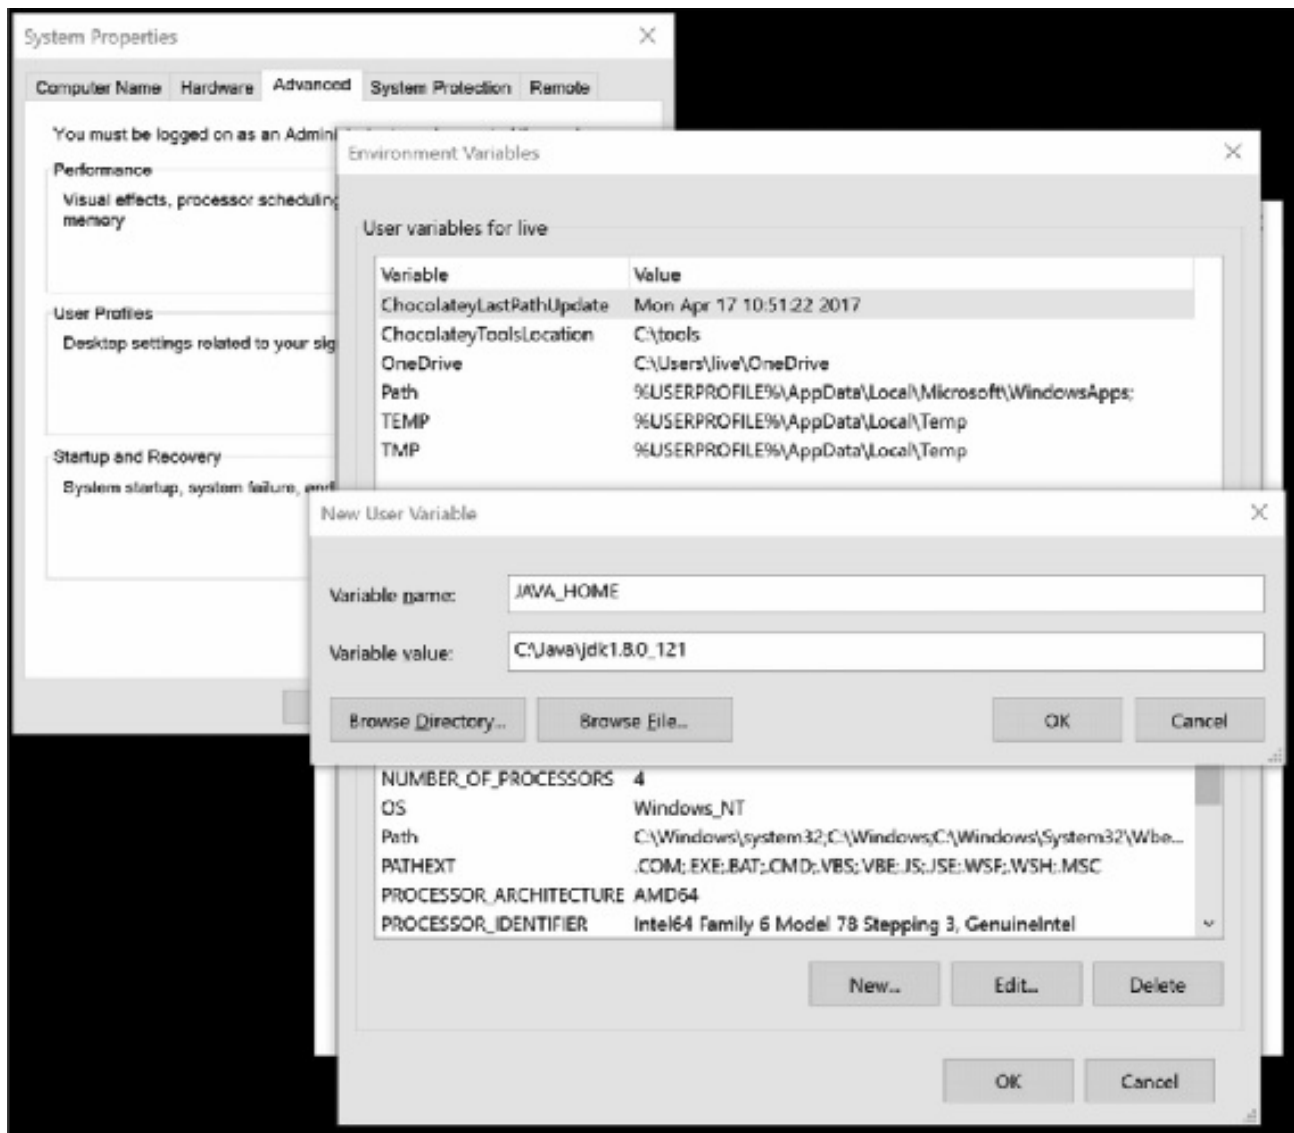 System Properties
Computer Name Hardware Advanced System Protection Remote
You must be logged on as an Admini
Performance
Visual effects, processor scheduling
memory
User Profiles
Desktop settings related to your sig
Startup and Recovery
System startup, system failure, and
Environment Variables
User variables for live
Variable Value
ChocolateyLastPathUpdate Mon Apr 17 10:51:22 2017
ChocolateyToolsLocation C:\tools
OneDrive C:\Users\live\OneDrive
Path %USERPROFILE%\AppData\Local\Microsoft\WindowsApps;
TEMP %USERPROFILE%\AppData\Local\Temp
TMP %USERPROFILE%\AppData\Local\Temp
New User Variable
Variable name: JAVA_HOME
Variable value: C:\Java\jdk1.8.0_121
Browse Directory... Browse File... OK Cancel
NUMBER_OF_PROCESSORS 4
OS Windows_NT
Path C:\Windows\system32;C:\Windows;C:\Windows\System32\Wbe...
PATHEXT .COM;.EXE;.BAT;.CMD;.VBS;.VBE;.JS;.JSE;.WSF;.WSH;.MSC
PROCESSOR_ARCHITECTURE AMD64
PROCESSOR_IDENTIFIER Intel64 Family 6 Model 78 Stepping 3, GenuineIntel
New... Edit... Delete
OK Cancel